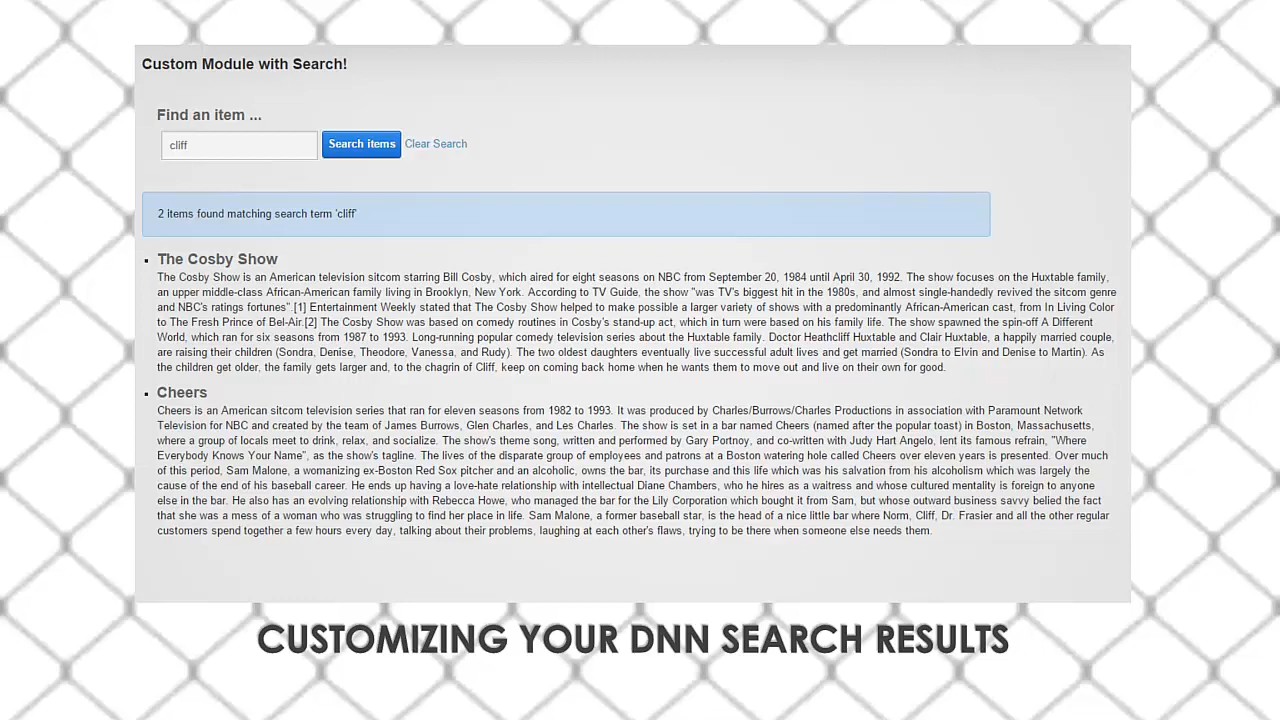 Custom Module with Search!
Find an item ...
cliff
Search items
Clear Search
2 items found matching search term 'cliff'
The Cosby Show
The Cosby Show is an American television sitcom starring Bill Cosby, which aired for eight seasons on NBC from September 20, 1984 until April 30, 1992. The show focuses on the Huxtable family,
an upper middle-class African-American family living in Brooklyn, New York. According to TV Guide, the show "was TV's biggest hit in the 1980s, and almost single-handedly revived the sitcom genre
and NBC's ratings fortunes".[1] Entertainment Weekly stated that The Cosby Show helped to make possible a larger variety of shows with a predominantly African-American cast, from In Living Color
to The Fresh Prince of Bel-Air.[2] The Cosby Show was based on comedy routines in Cosby's stand-up act, which in turn were based on his family life. The show spawned the spin-off A Different
World, which ran for six seasons from 1987 to 1993. Long-running popular comedy television series about the Huxtable family. Doctor Heathcliff Huxtable and Clair Huxtable, a happily married couple,
are raising their children (Sondra, Denise, Theodore, Vanessa, and Rudy). The two oldest daughters eventually live successful adult lives and get married (Sondra to Elvin and Denise to Martin). As
the children get older, the family gets larger and, to the chagrin of Cliff, keep on coming back home when he wants them to move out and live on their own for good.
Cheers
Cheers is an American sitcom television series that ran for eleven seasons from 1982 to 1993. It was produced by Charles/Burrows/Charles Productions in association with Paramount Network
Television for NBC and created by the team of James Burrows, Glen Charles, and Les Charles. The show is set in a bar named Cheers (named after the popular toast) in Boston, Massachusetts,
where a group of locals meet to drink, relax, and socialize. The show's theme song, written and performed by Gary Portnoy, and co-written with Judy Hart Angelo, lent its famous refrain, "Where
Everybody Knows Your Name", as the show's tagline. The lives of the disparate group of employees and patrons at a Boston watering hole called Cheers over eleven years is presented. Over much
of this period, Sam Malone, a womanizing ex-Boston Red Sox pitcher and an alcoholic, owns the bar, its purchase and this life which was his salvation from his alcoholism which was largely the
cause of the end of his baseball career. He ends up having a love-hate relationship with intellectual Diane Chambers, who he hires as a waitress and whose cultured mentality is foreign to anyone
else in the bar. He also has an evolving relationship with Rebecca Howe, who managed the bar for the Lily Corporation which bought it from Sam, but whose outward business savvy belied the fact
that she was a mess of a woman who was struggling to find her place in life. Sam Malone, a former baseball star, is the head of a nice little bar where Norm, Cliff, Dr. Frasier and all the other regular
customers spend together a few hours every day, talking about their problems, laughing at each other's flaws, trying to be there when someone else needs them.
CUSTOMIZING YOUR DNN SEARCH RESULTS